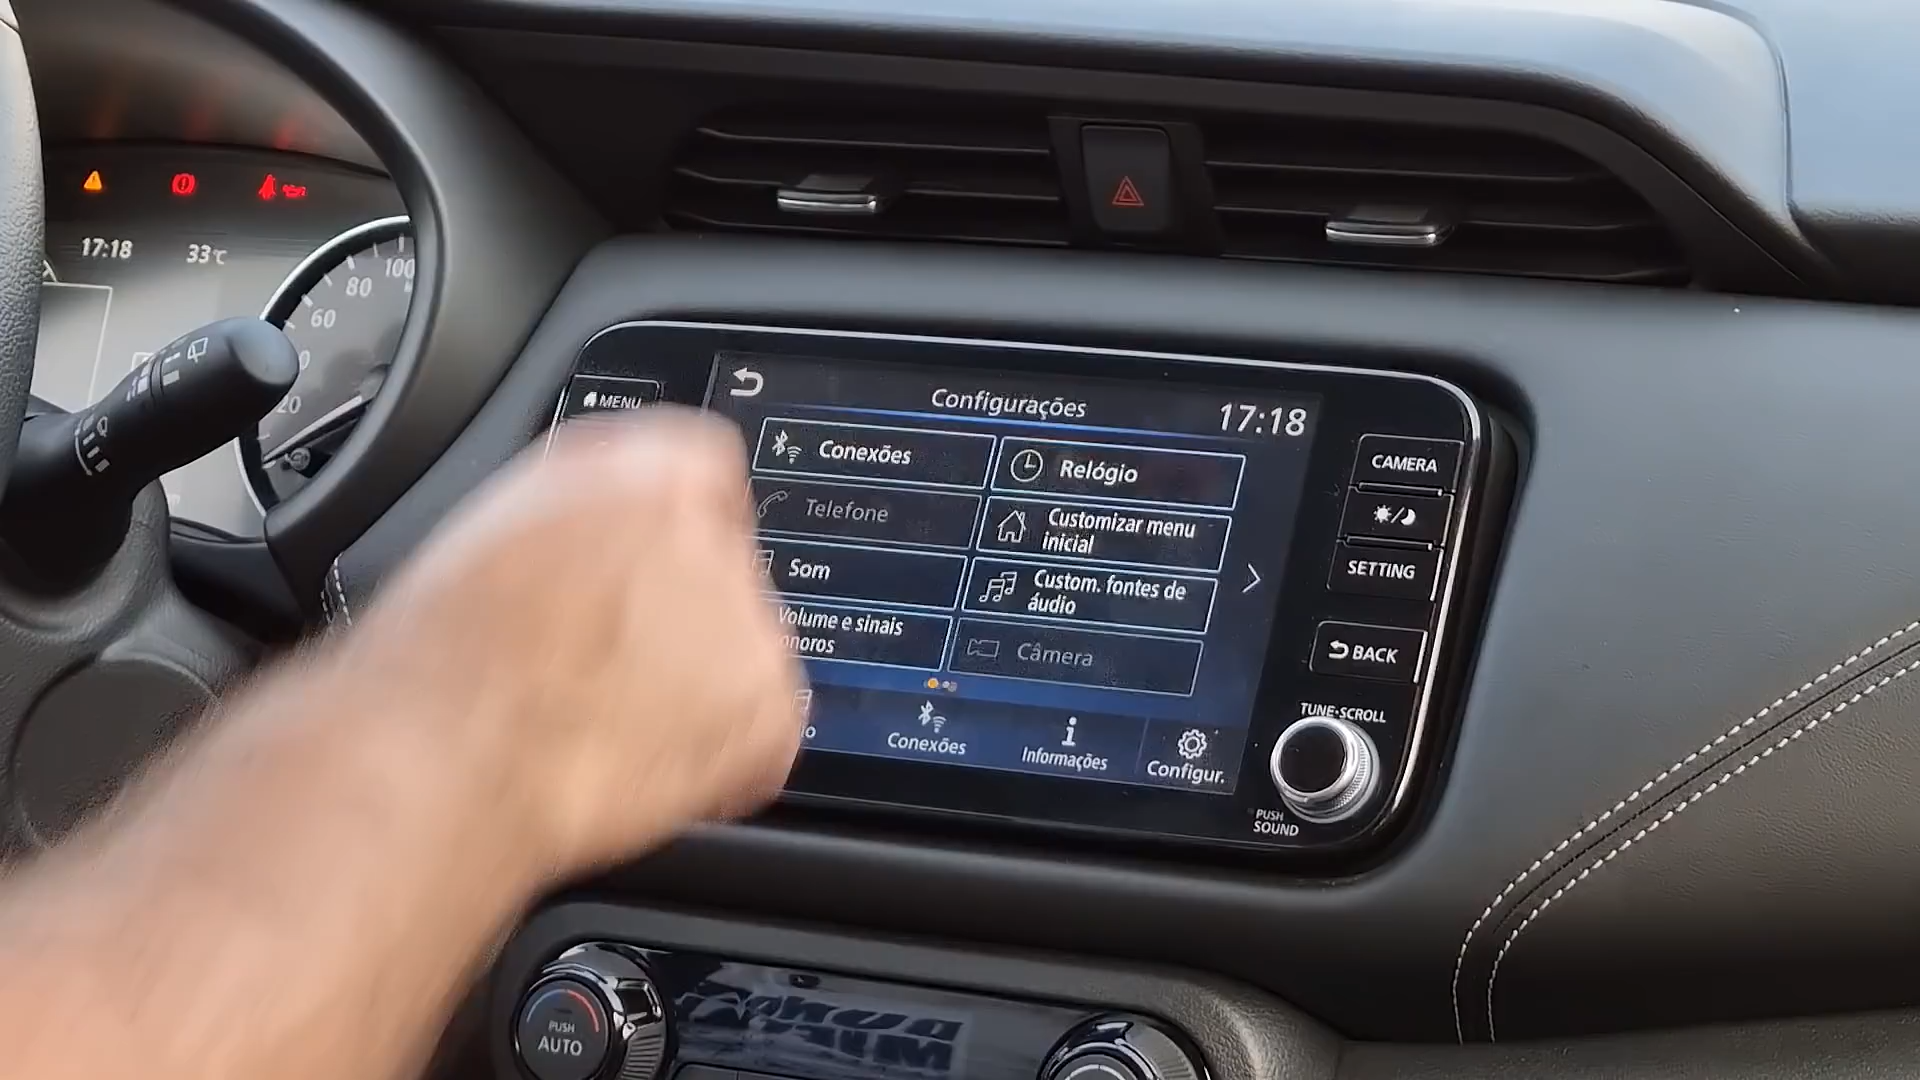 17:18
33°C
100
80
60
20
MENU
Configurações
17:18
Conexões
Relógio
Telefone
Customizar menu
inicial
Som
Custom. fontes de
áudio
Volume e sinais
Câmera
Conexões
Informações
Configur.
CAMERA
SETTING
BACK
TUNE·SCROLL
PUSH
SOUND
PUSH
AUTO